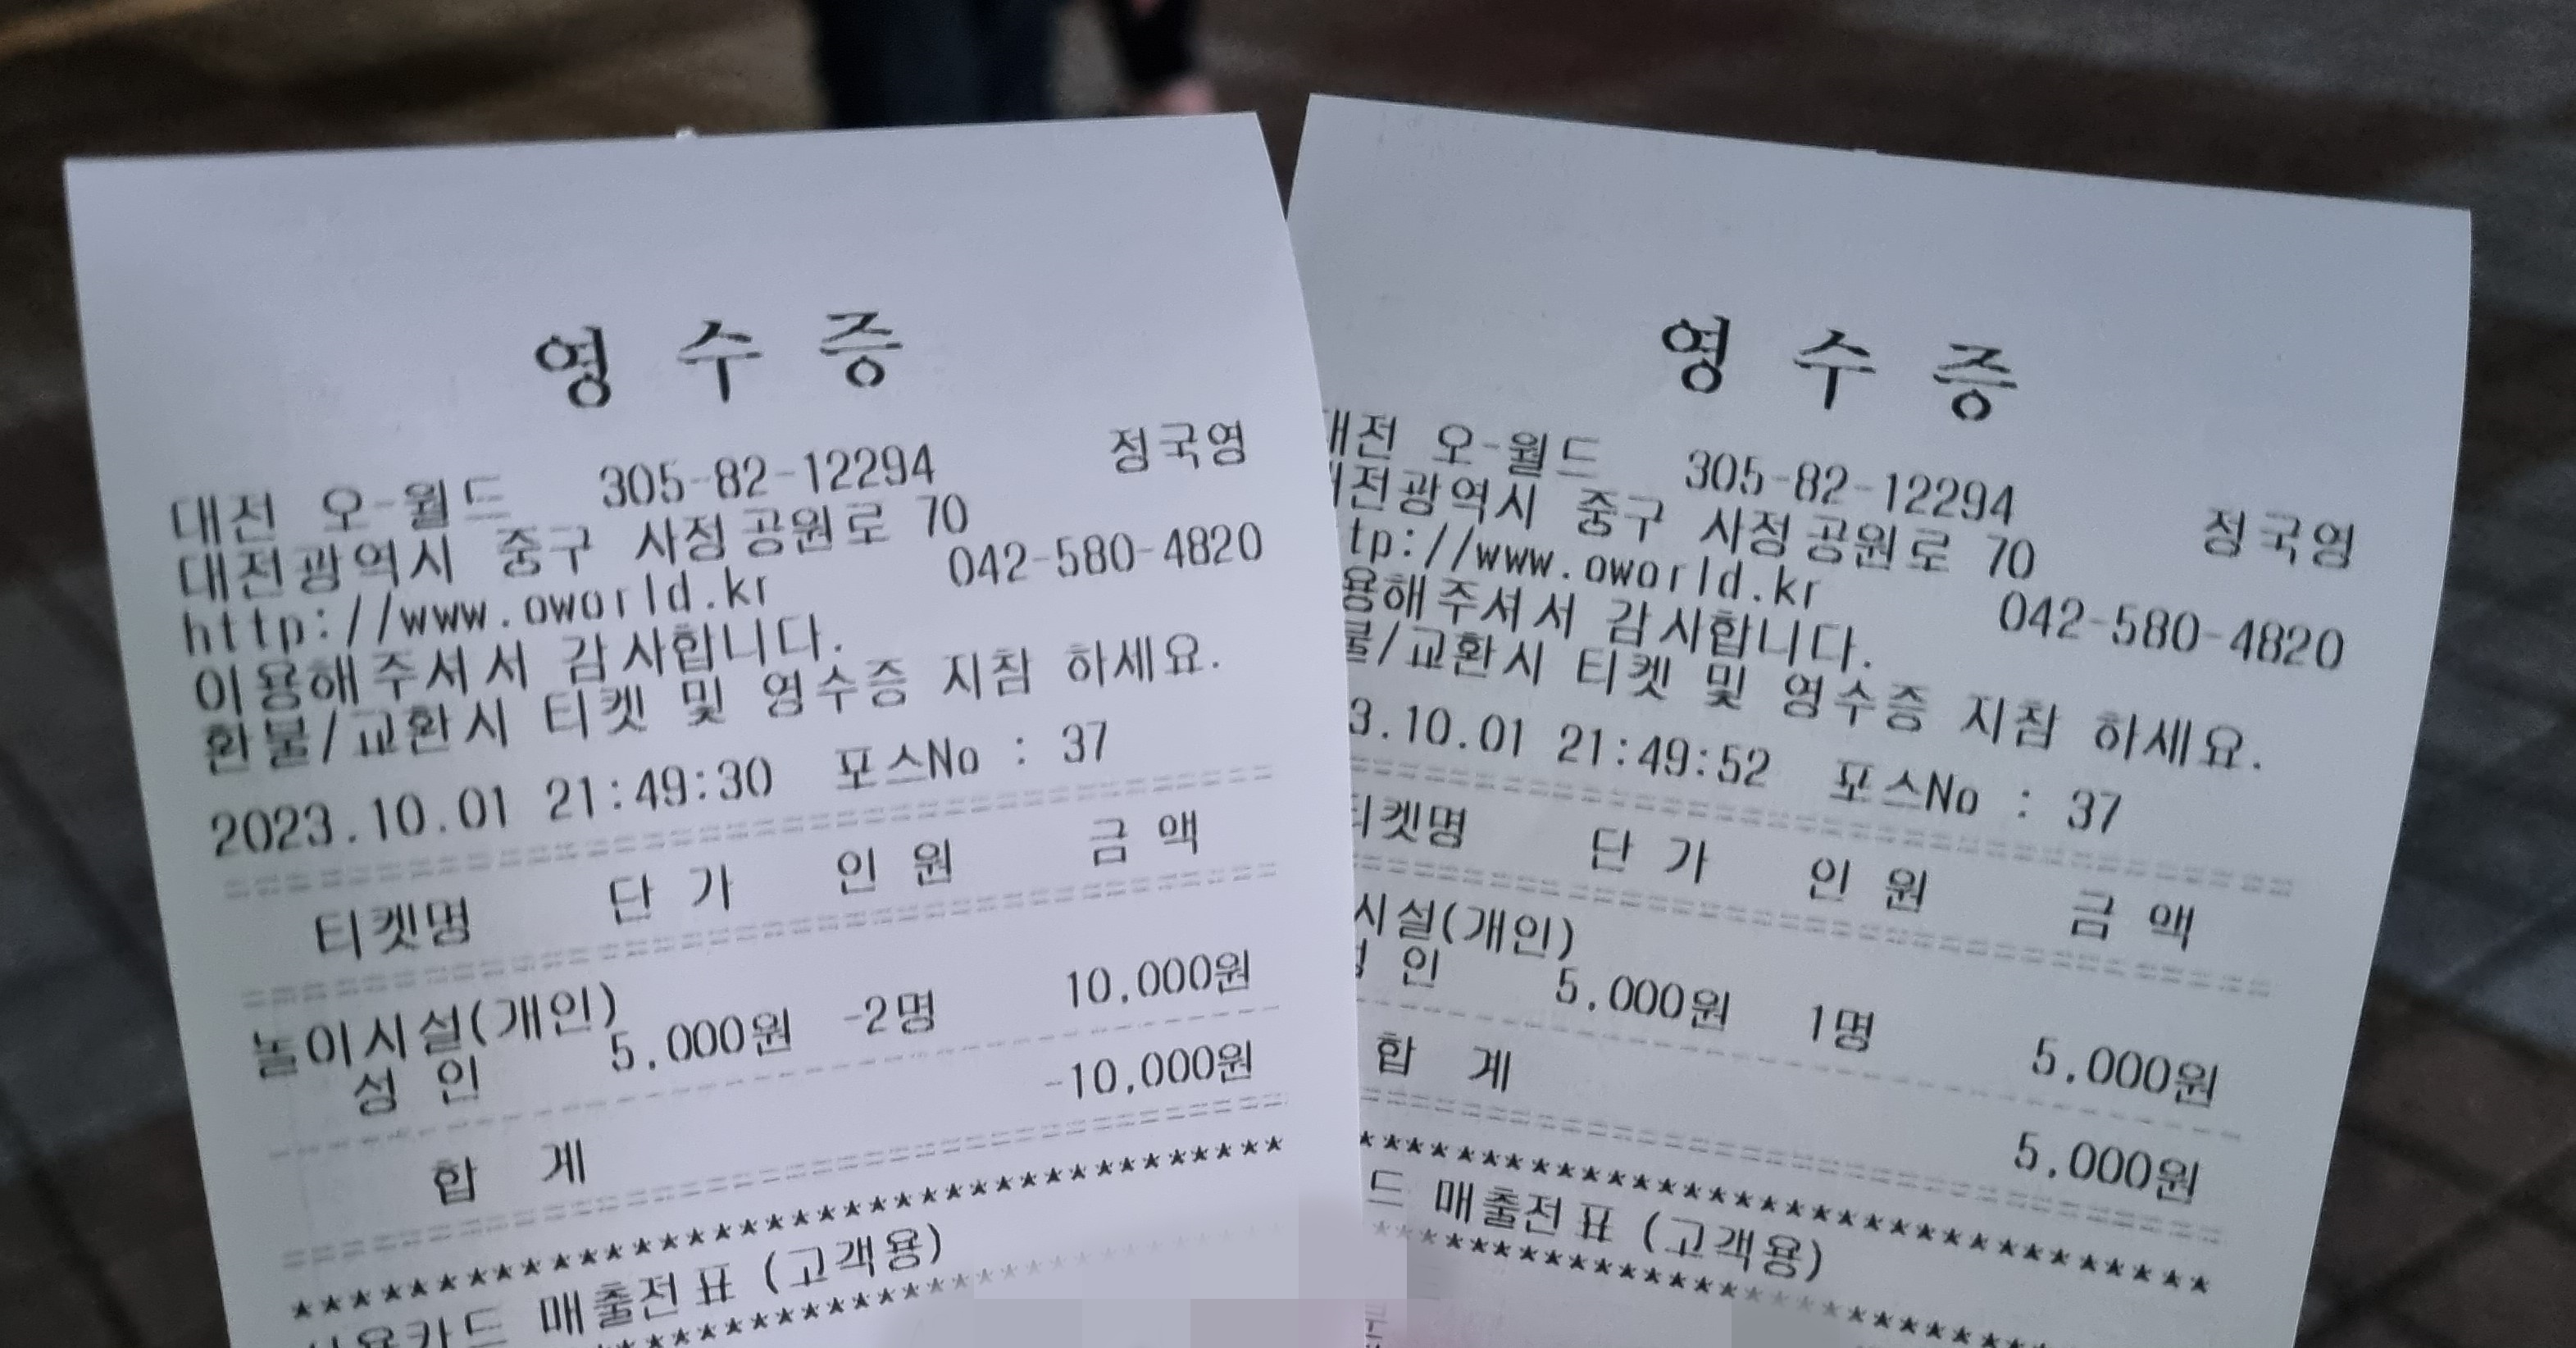 영 수 증
대전 오-월드 305-82-12294 정국영
대전광역시 중구 사정공원로 70
http://www.oworld.kr 042-580-4820
이용해주셔서 감사합니다.
환불/교환시 티켓 및 영수증 지참 하세요.
2023.10.01 21:49:30 포스No : 37
티켓명 단 가 인 원 금 액
놀이시설(개인)
성 인 5,000원 -2명 10,000원
합 계 -10,000원
****************************************
신용카드 매출전표 (고객용)
영 수 증
대전 오-월드 305-82-12294 정국영
전광역시 중구 사정공원로 70
tp://www.oworld.kr 042-580-4820
용해주셔서 감사합니다.
불/교환시 티켓 및 영수증 지참 하세요.
3.10.01 21:49:52 포스No : 37
티켓명 단 가 인 원 금 액
시설(개인)
인 5,000원 1명 5,000원
합 계 5,000원
****************************************
드 매출전표 (고객용)